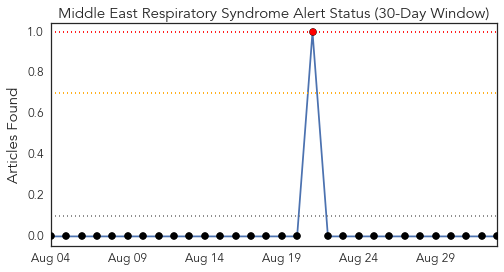 Middle East Respiratory Syndrome Alert Status (30-Day Window)
Articles Found
1.0
0.8
0.6
0.4
0.2
0.0
Aug 04 Aug 09 Aug 14 Aug 19 Aug 24 Aug 29